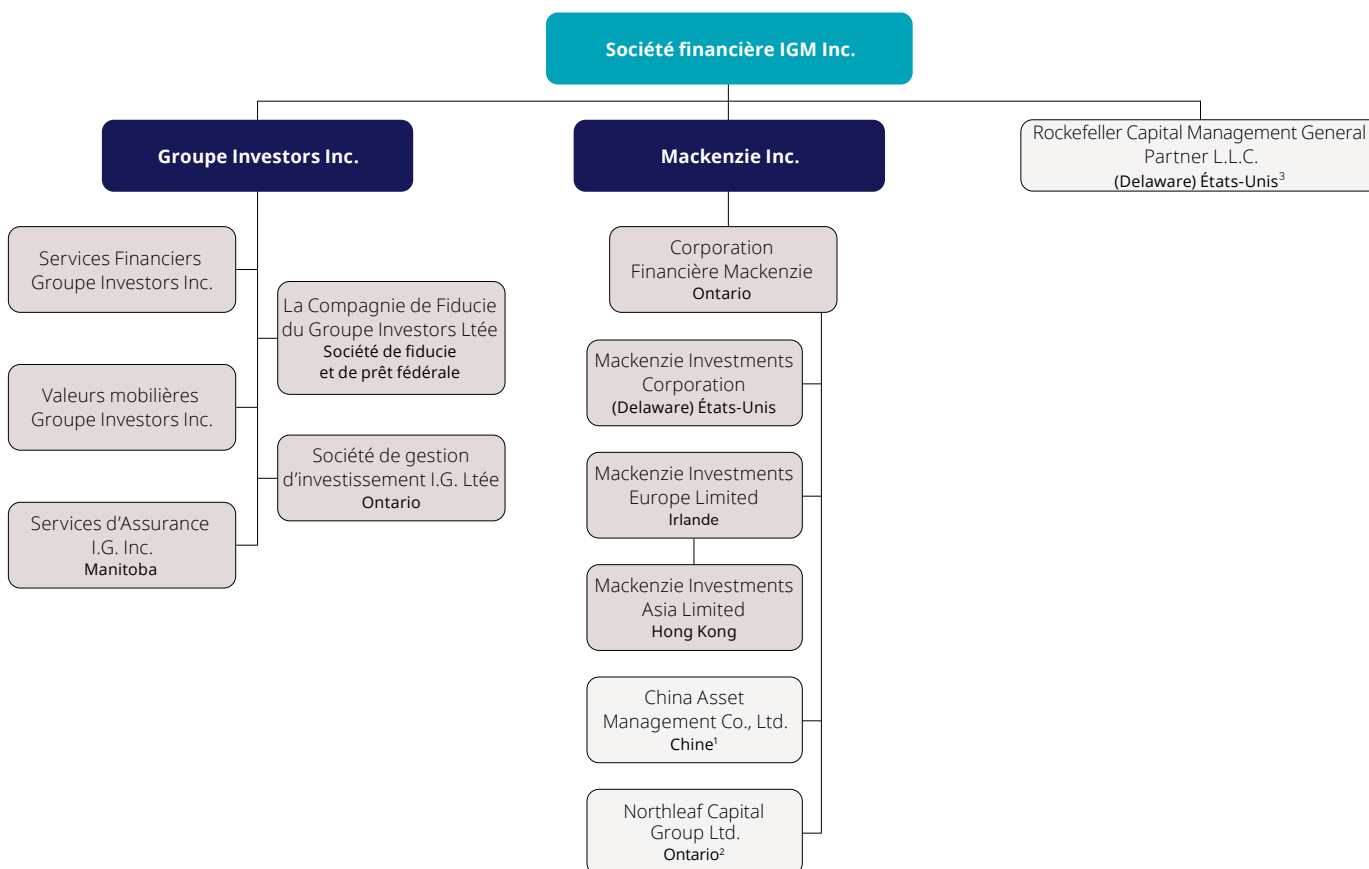 Société financière IGM Inc.
Groupe Investors Inc.
Mackenzie Inc.
Rockefeller Capital Management General
Partner L.L.C.
(Delaware) États-Unis³
Services Financiers
Groupe Investors Inc.
La Compagnie de Fiducie
du Groupe Investors Ltée
Société de fiducie
et de prêt fédérale
Valeurs mobilières
Groupe Investors Inc.
Société de gestion
d’investissement I.G. Ltée
Ontario
Services d’Assurance
I.G. Inc.
Manitoba
Corporation
Financière Mackenzie
Ontario
Mackenzie Investments
Corporation
(Delaware) États-Unis
Mackenzie Investments
Europe Limited
Irlande
Mackenzie Investments
Asia Limited
Hong Kong
China Asset
Management Co., Ltd.
Chine¹
Northleaf Capital
Group Ltd.
Ontario²